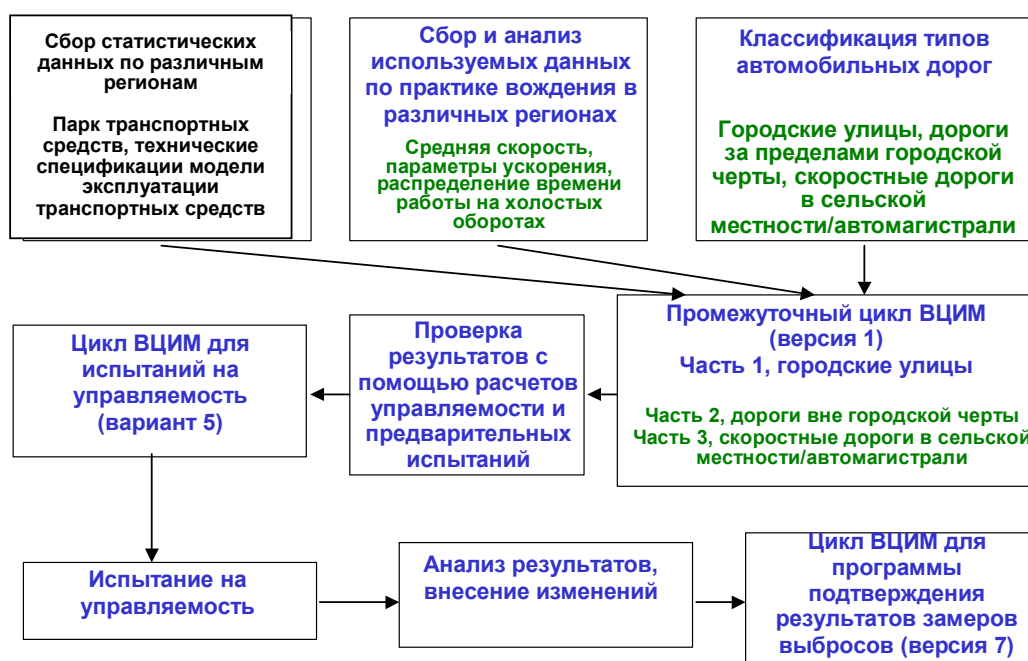 Сбор статистических
данных по различным
регионам
Парк транспортных
средств, технические
спецификации модели
эксплуатации
транспортных средств
Сбор и анализ
используемых данных
по практике вождения в
различных регионах
Средняя скорость,
параметры ускорения,
распределение времени
работы на холостых
оборотах
Классификация типов
автомобильных дорог
Городские улицы, дороги
за пределами городской
черты, скоростные дороги
в сельской
местности/автомагистрали
Цикл ВЦИМ для
испытаний на
управляемость
(вариант 5)
Проверка
результатов с
помощью расчетов
управляемости и
предварительных
испытаний
Промежуточный цикл ВЦИМ
(версия 1)
Часть 1, городские улицы
Часть 2, дороги вне городской черты
Часть 3, скоростные дороги в сельской
местности/автомагистрали
Испытание на
управляемость
Анализ результатов,
внесение изменений
Цикл ВЦИМ для
программы
подтверждения
результатов замеров
выбросов (версия 7)